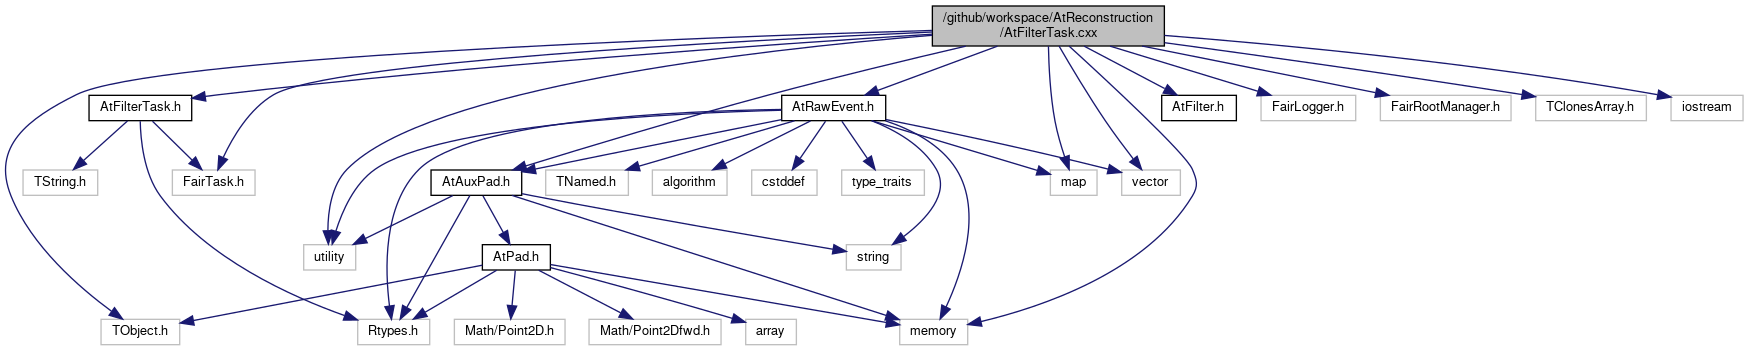 /github/workspace/AtReconstruction
/AtFilterTask.cxx
AtFilterTask.h
AtRawEvent.h
AtFilter.h
FairLogger.h
FairRootManager.h
TClonesArray.h
iostream
TString.h
FairTask.h
AtAuxPad.h
TNamed.h
algorithm
cstddef
type_traits
map
vector
utility
AtPad.h
string
TObject.h
Rtypes.h
Math/Point2D.h
Math/Point2Dfwd.h
array
memory